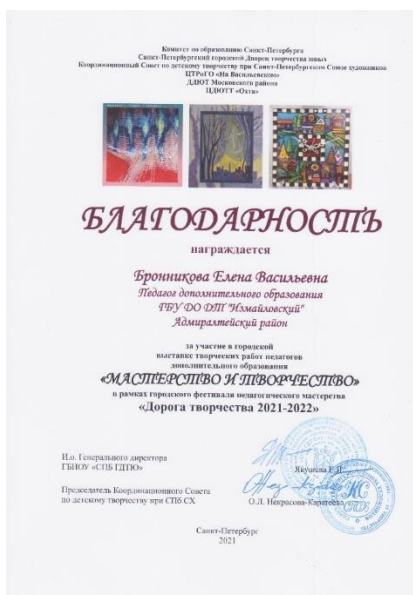 Комитет по образованию Санкт-Петербурга
Санкт-Петербургский городской Дворец творчества юных
Координационный Совет по детскому творчеству при Санкт-Петербургском Союзе художников
ЦТРиГО «На Васильевском»
ДДЮТ Московского района
ЦДЮТТ «Охта»
БЛАГОДАРНОСТЬ
награждается
Бронникова Елена Васильевна
Педагог дополнительного образования
ГБУ ДО ДТ "Измайловский"
Адмиралтейский район
за участие в городской
выставке творческих работ педагогов
дополнительного образования
«МАСТЕРСТВО И ТВОРЧЕСТВО»
в рамках городского фестиваля педагогического мастерства
«Дорога творчества 2021-2022»
И.о. Генерального директора
ГБНОУ «СПБ ГДТЮ»
Якушева
Председатель Координационного Совета
по детскому творчеству при СПб СХ
О.Л. Некрасова-Каратеева
Санкт-Петербург
2021